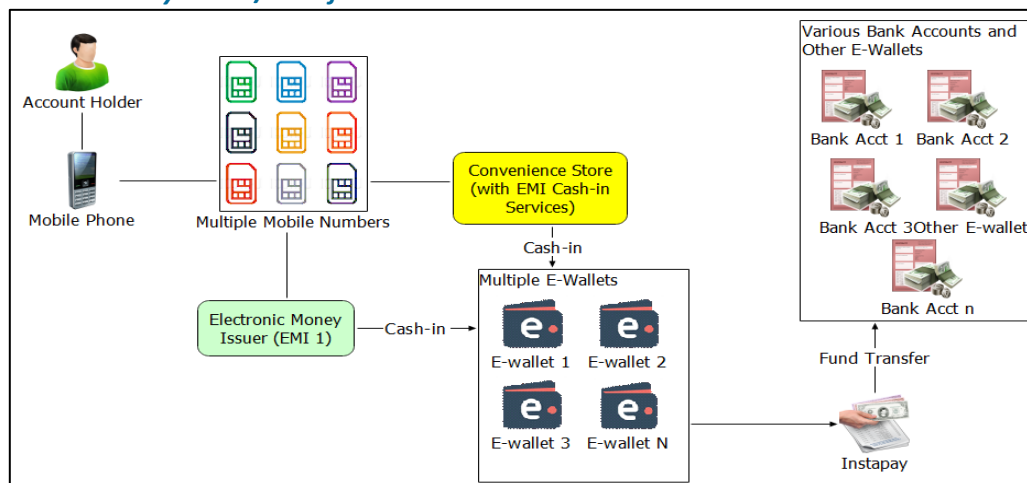 Account Holder
Mobile Phone
Multiple Mobile Numbers
Convenience Store
(with EMI Cash-in
Services)
Cash-in
Electronic Money
Issuer (EMI 1)
Cash-in
Multiple E-Wallets
E-wallet 1
E-wallet 2
E-wallet 3
E-wallet N
Instapay
Fund Transfer
Various Bank Accounts and
Other E-Wallets
Bank Acct 1
Bank Acct 2
Bank Acct 3
Other E-wallet
Bank Acct n